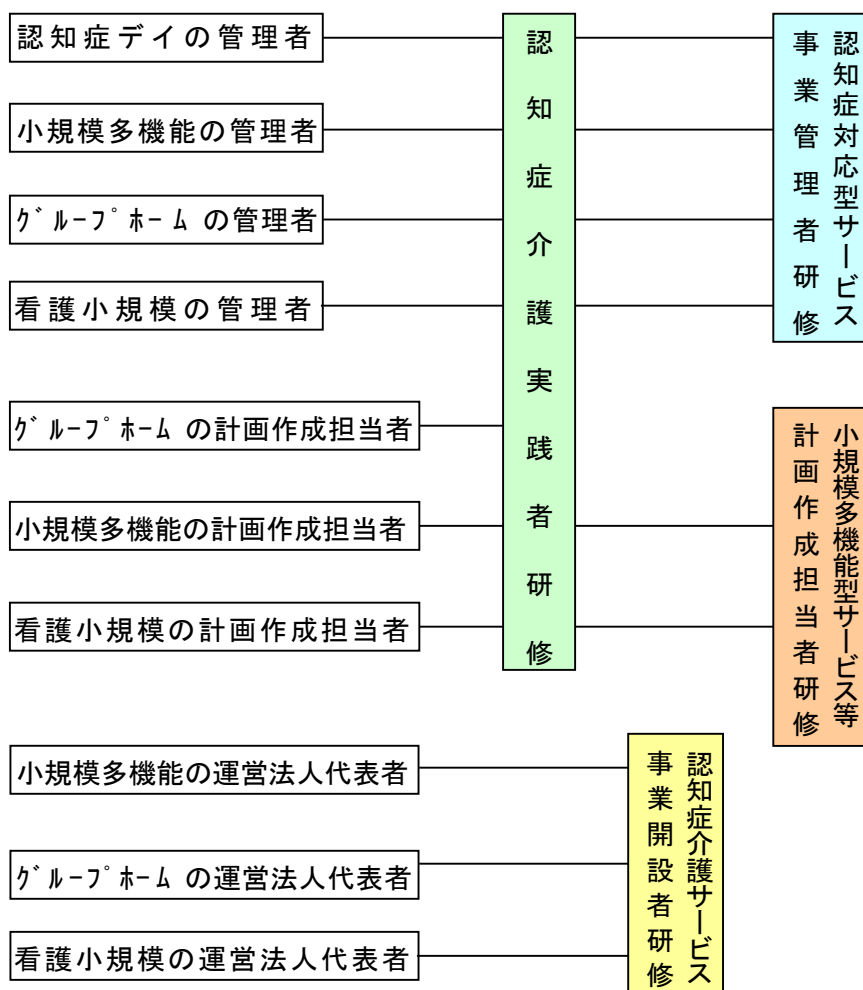 認知症デイの管理者
小規模多機能の管理者
ｸﾞﾙｰﾌﾟﾎｰﾑの管理者
看護小規模の管理者
ｸﾞﾙｰﾌﾟﾎｰﾑの計画作成担当者
小規模多機能の計画作成担当者
看護小規模の計画作成担当者
小規模多機能の運営法人代表者
ｸﾞﾙｰﾌﾟﾎｰﾑの運営法人代表者
看護小規模の運営法人代表者
認知症介護実践者研修
認知症対応型サービス
事業管理者研修
小規模多機能型サービス等
計画作成担当者研修
認知症介護サービス
事業開設者研修